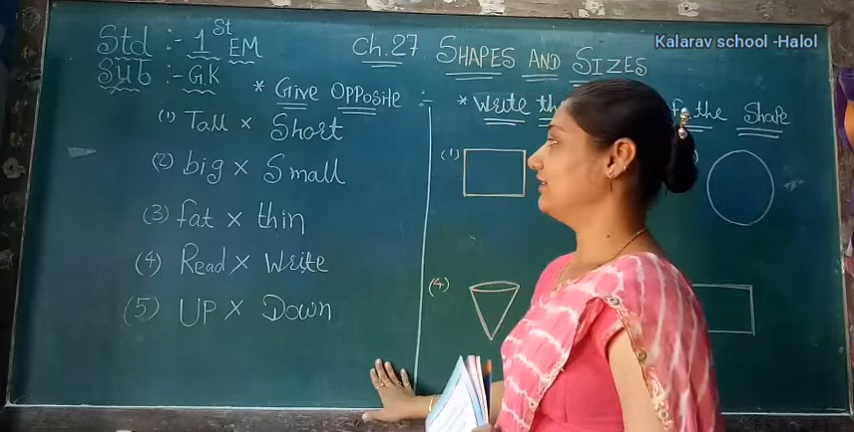 Kalarav school -Halol
Std :- 1st EM
Sub :- GK
Ch.27 SHAPES AND SIZES
* Give OPPOSITE :-
(1) Tall × Short
(2) big × Small
(3) fat × thin
(4) Read × Write
(5) UP × Down
* Write the Shape
(1)
(4)